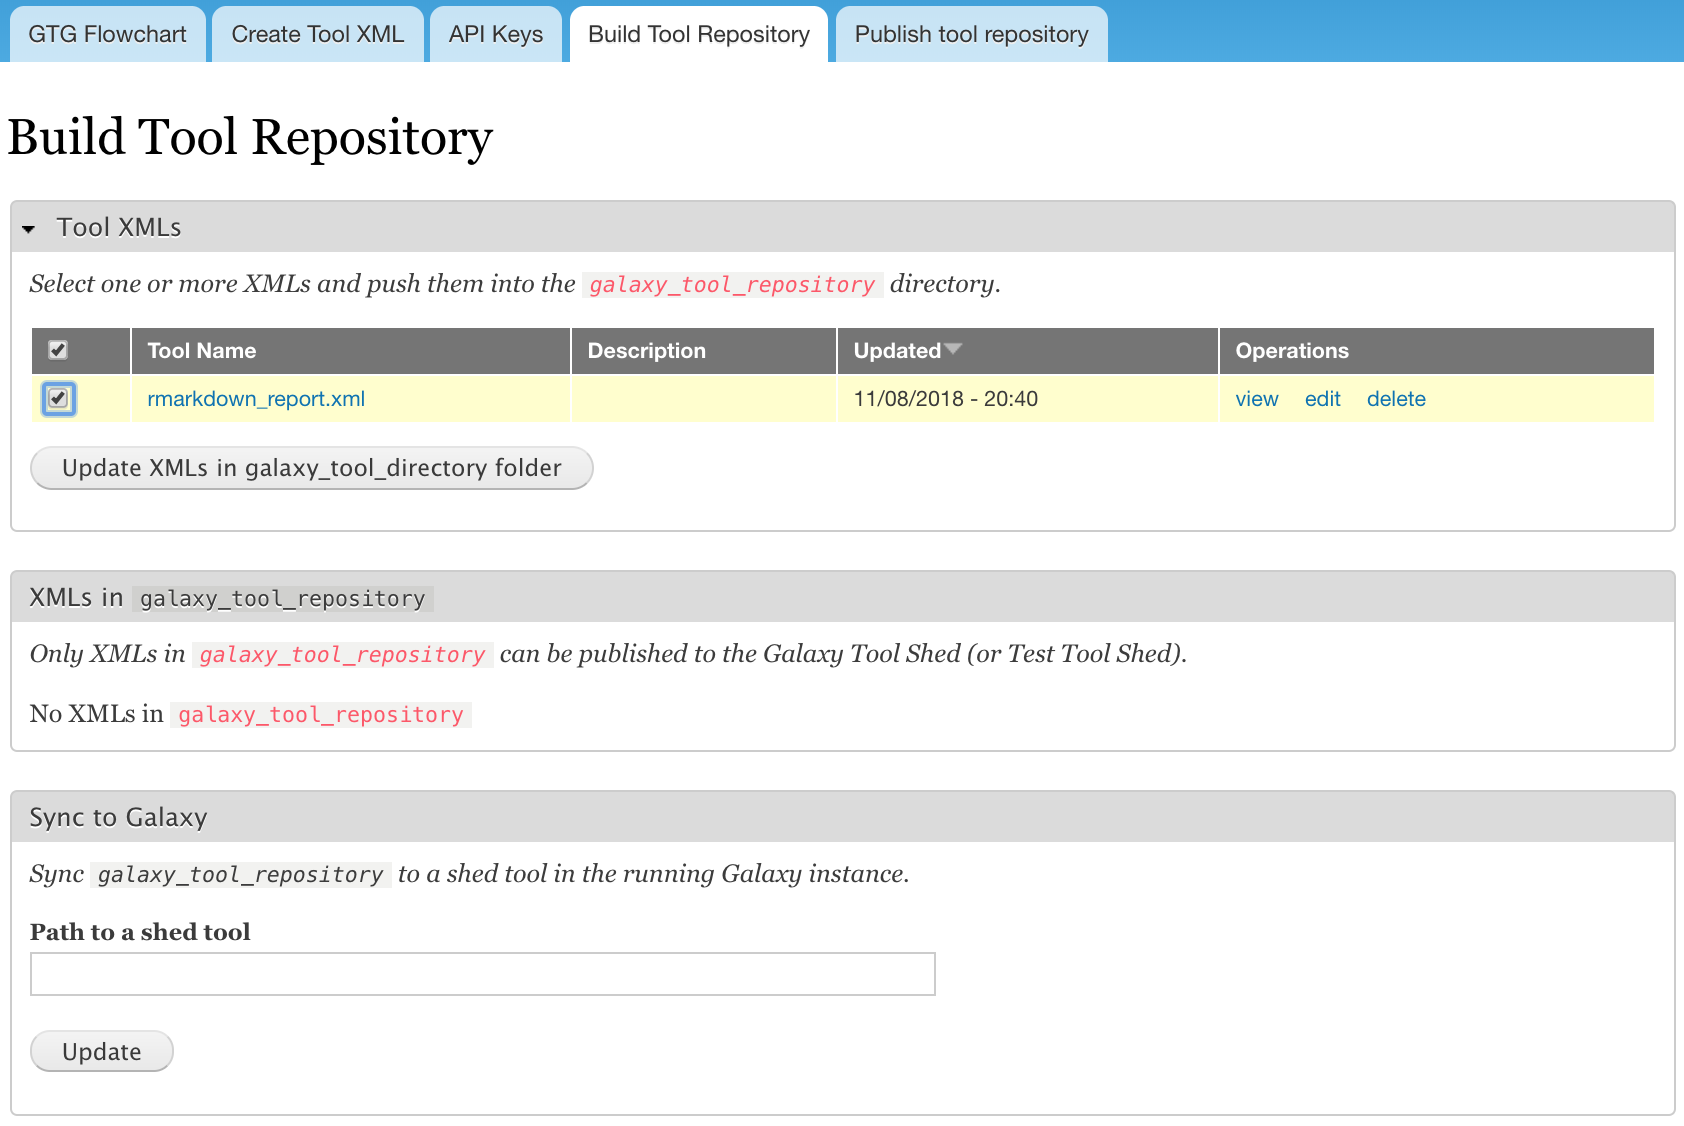 GTG Flowchart Create Tool XML API Keys Build Tool Repository Publish tool repository
Build Tool Repository
Tool XMLs
Select one or more XMLs and push them into the galaxy_tool_repository directory.
Tool Name Description Updated Operations
rmarkdown_report.xml 11/08/2018 - 20:40 view edit delete
Update XMLs in galaxy_tool_directory folder
XMLs in galaxy_tool_repository
Only XMLs in galaxy_tool_repository can be published to the Galaxy Tool Shed (or Test Tool Shed).
No XMLs in galaxy_tool_repository
Sync to Galaxy
Sync galaxy_tool_repository to a shed tool in the running Galaxy instance.
Path to a shed tool
Update